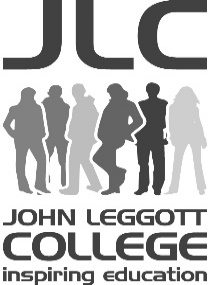 JLC
JOHN LEGGOTT
COLLEGE
inspiring education